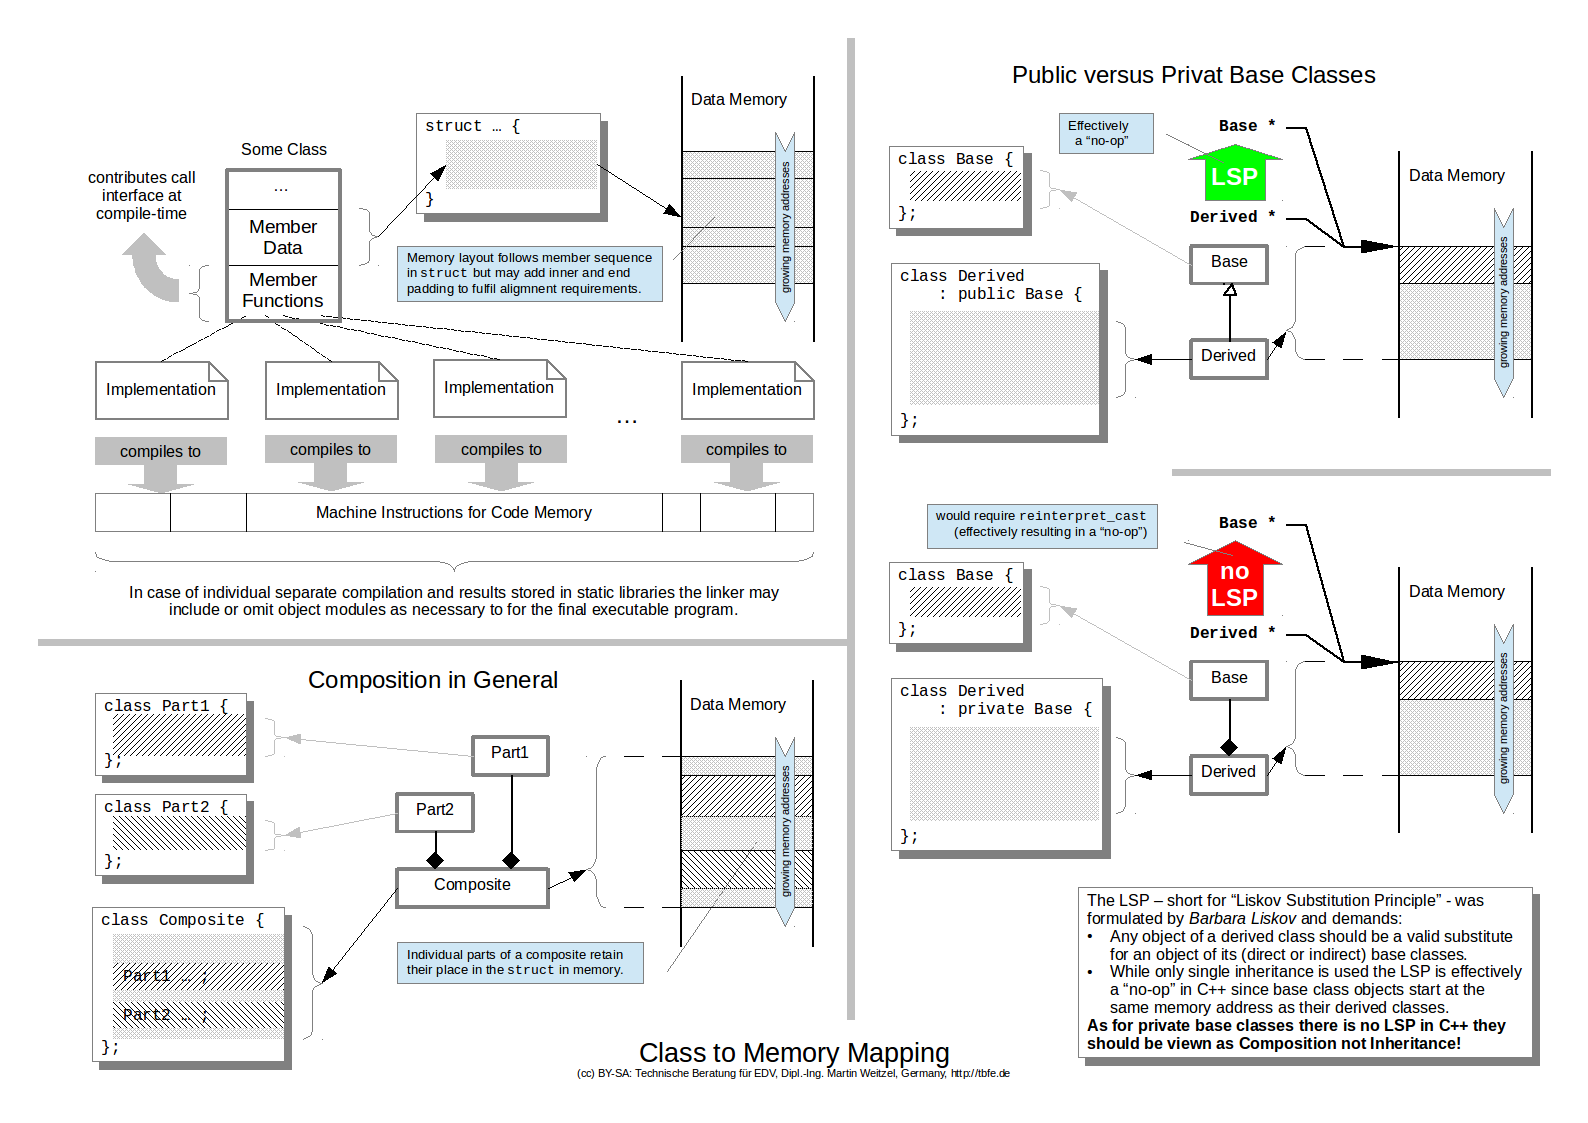 Data Memory
struct … {
}
growing memory addresses
Some Class
…
Member
Data
Member
Functions
contributes call
interface at
compile-time
Memory layout follows member sequence
in struct but may add inner and end
padding to fulfil aligmnent requirements.
Implementation
Implementation
Implementation
…
Implementation
compiles to
compiles to
compiles to
compiles to
Machine Instructions for Code Memory
In case of individual separate compilation and results stored in static libraries the linker may
include or omit object modules as necessary to for the final executable program.
Composition in General
class Part1 {
};
class Part2 {
};
class Composite {
Part1 … ;
Part2 … ;
};
Part1
Part2
Composite
Data Memory
growing memory addresses
Individual parts of a composite retain
their place in the struct in memory.
Public versus Privat Base Classes
Effectively
a “no-op”
Base *
LSP
Derived *
class Base {
};
class Derived
: public Base {
};
Base
Derived
Data Memory
growing memory addresses
would require reinterpret_cast
(effectively resulting in a “no-op”)
Base *
no
LSP
Derived *
class Base {
};
class Derived
: private Base {
};
Base
Derived
Data Memory
growing memory addresses
The LSP – short for “Liskov Substitution Principle” - was
formulated by Barbara Liskov and demands:
• Any object of a derived class should be a valid substitute
for an object of its (direct or indirect) base classes.
• While only single inheritance is used the LSP is effectively
a “no-op” in C++ since base class objects start at the
same memory address as their derived classes.
As for private base classes there is no LSP in C++ they
should be viewn as Composition not Inheritance!
Class to Memory Mapping
(cc) BY-SA: Technische Beratung für EDV, Dipl.-Ing. Martin Weitzel, Germany, http://tbfe.de